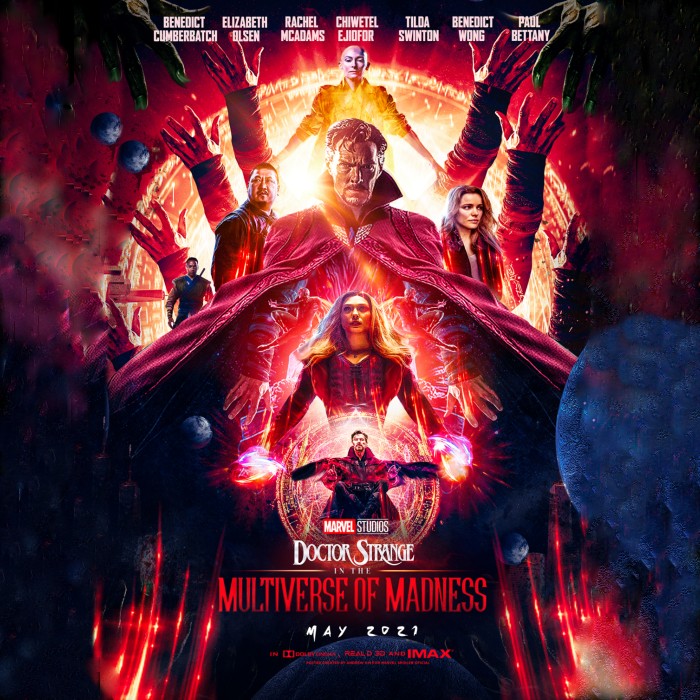 BENEDICT CUMBERBATCH ELIZABETH OLSEN RACHEL MCADAMS CHIWETEL EJIOFOR TILDA SWINTON BENEDICT WONG PAUL BETTANY
MARVEL STUDIOS
DOCTOR STRANGE
IN THE
MULTIVERSE OF MADNESS
MAY 2021
IN DOLBY CINEMA, REALD 3D AND IMAX